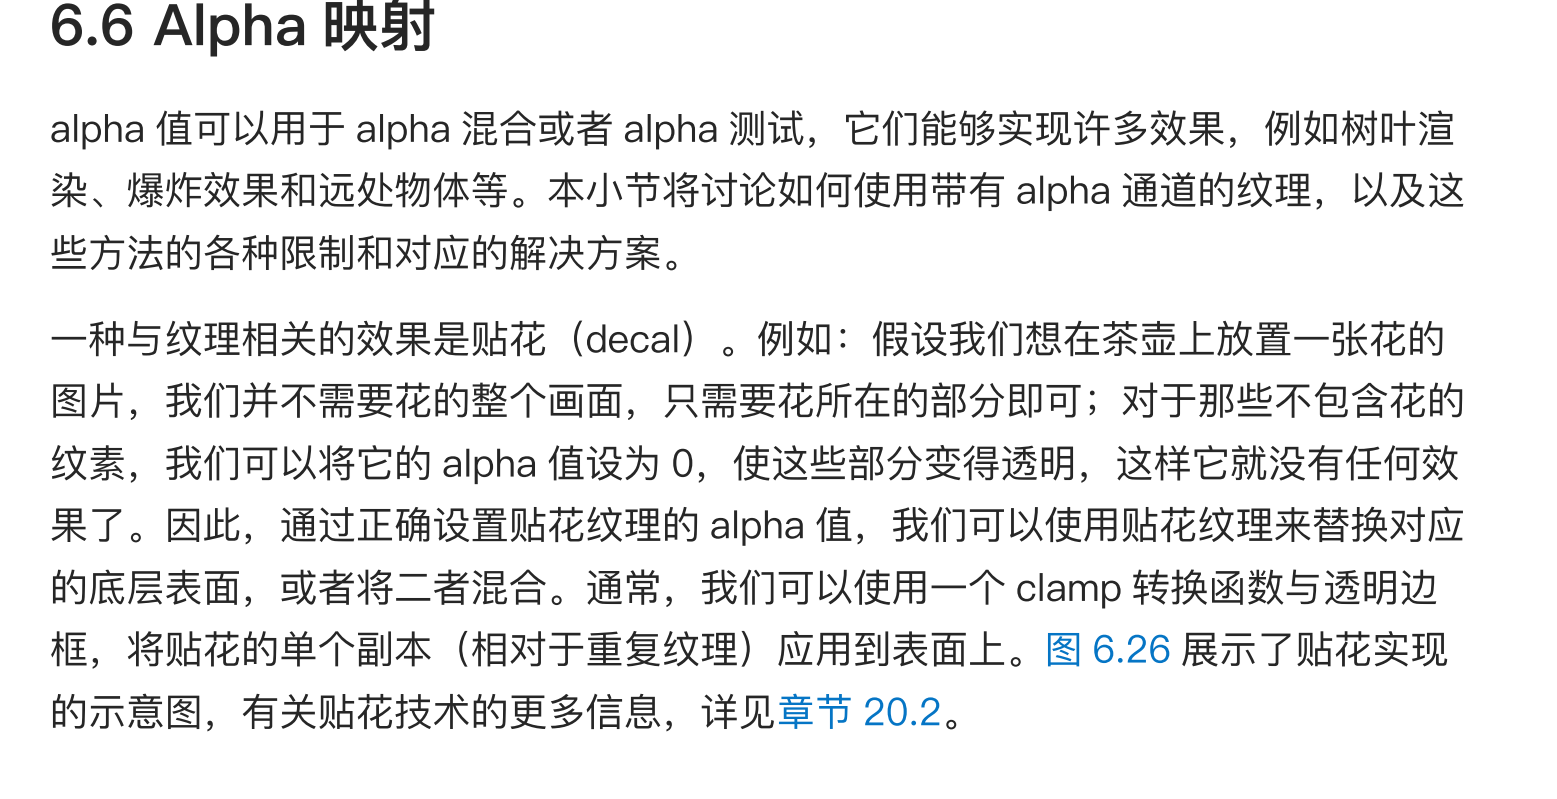 6.6 Alpha 映射
alpha 值可以用于 alpha 混合或者 alpha 测试，它们能够实现许多效果，例如树叶渲
染、爆炸效果和远处物体等。本小节将讨论如何使用带有 alpha 通道的纹理，以及这
些方法的各种限制和对应的解决方案。
一种与纹理相关的效果是贴花（decal）。例如：假设我们想在茶壶上放置一张花的
图片，我们并不需要花的整个画面，只需要花所在的部分即可；对于那些不包含花的
纹素，我们可以将它的 alpha 值设为 0，使这些部分变得透明，这样它就没有任何效
果了。因此，通过正确设置贴花纹理的 alpha 值，我们可以使用贴花纹理来替换对应
的底层表面，或者将二者混合。通常，我们可以使用一个 clamp 转换函数与透明边
框，将贴花的单个副本（相对于重复纹理）应用到表面上。图 6.26 展示了贴花实现
的示意图，有关贴花技术的更多信息，详见章节 20.2。